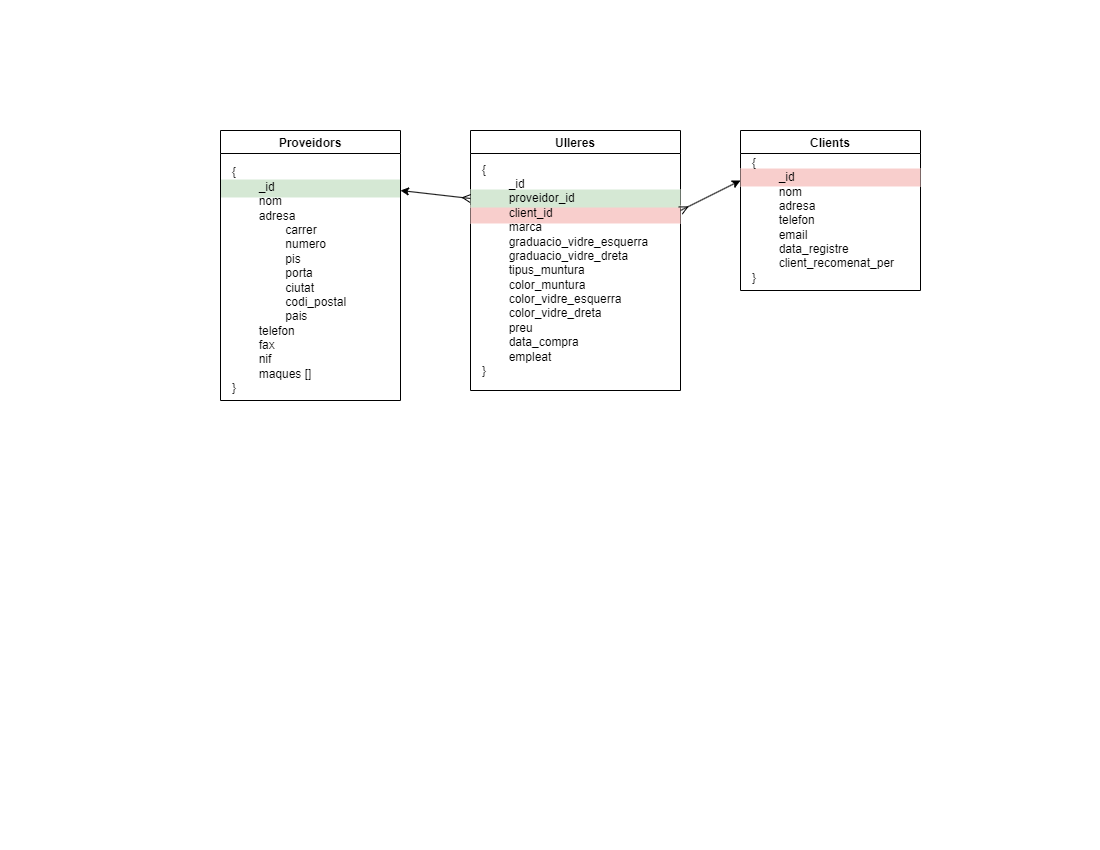 Proveidors
{
_id
nom
adresa
carrer
numero
pis
porta
ciutat
codi_postal
pais
telefon
fax
nif
maques []
}
Ulleres
{
_id
proveidor_id
client_id
marca
graduacio_vidre_esquerra
graduacio_vidre_dreta
tipus_muntura
color_muntura
color_vidre_esquerra
color_vidre_dreta
preu
data_compra
empleat
}
Clients
{
_id
nom
adresa
telefon
email
data_registre
client_recomenat_per
}